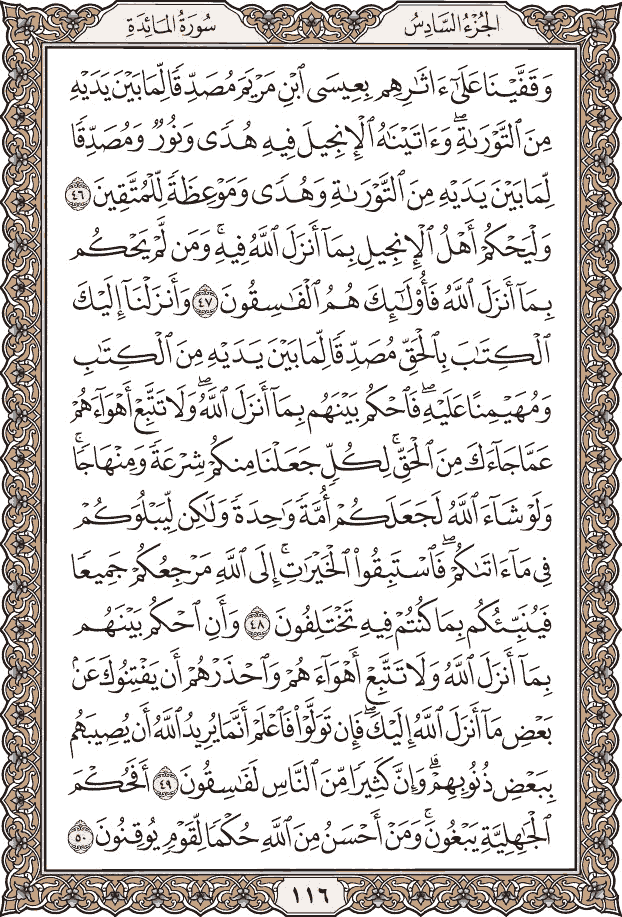 الجُزْءُ السَّادِسُ
سُورَةُ المَائِدَةِ
وَقَفَّيْنَا عَلَىٰٓ ءَاثَٰرِهِم بِعِيسَى ٱبْنِ مَرْيَمَ مُصَدِّقًا لِّمَا بَيْنَ يَدَيْهِ
مِنَ ٱلتَّوْرَىٰةِۖ وَءَاتَيْنَٰهُ ٱلْإِنجِيلَ فِيهِ هُدًى وَنُورٌ وَمُصَدِّقًا
لِّمَا بَيْنَ يَدَيْهِ مِنَ ٱلتَّوْرَىٰةِ وَهُدًى وَمَوْعِظَةً لِّلْمُتَّقِينَ ٤٦
وَلْيَحْكُمْ أَهْلُ ٱلْإِنجِيلِ بِمَآ أَنزَلَ ٱللَّهُ فِيهِۚ وَمَن لَّمْ يَحْكُم
بِمَآ أَنزَلَ ٱللَّهُ فَأُو۟لَٰٓئِكَ هُمُ ٱلْفَٰسِقُونَ ٤٧ وَأَنزَلْنَآ إِلَيْكَ
ٱلْكِتَٰبَ بِٱلْحَقِّ مُصَدِّقًا لِّمَا بَيْنَ يَدَيْهِ مِنَ ٱلْكِتَٰبِ
وَمُهَيْمِنًا عَلَيْهِۖ فَٱحْكُم بَيْنَهُم بِمَآ أَنزَلَ ٱللَّهُۖ وَلَا تَتَّبِعْ أَهْوَآءَهُمْ
عَمَّا جَآءَكَ مِنَ ٱلْحَقِّۚ لِكُلٍّ جَعَلْنَا مِنكُمْ شِرْعَةً وَمِنْهَاجًاۚ
وَلَوْ شَآءَ ٱللَّهُ لَجَعَلَكُمْ أُمَّةً وَٰحِدَةً وَلَٰكِن لِّيَبْلُوَكُمْ
فِى مَآ ءَاتَىٰكُمْۖ فَٱسْتَبِقُوا۟ ٱلْخَيْرَٰتِۚ إِلَى ٱللَّهِ مَرْجِعُكُمْ جَمِيعًا
فَيُنَبِّئُكُم بِمَا كُنتُمْ فِيهِ تَخْتَلِفُونَ ٤٨ وَأَنِ ٱحْكُم بَيْنَهُم
بِمَآ أَنزَلَ ٱللَّهُ وَلَا تَتَّبِعْ أَهْوَآءَهُمْ وَٱحْذَرْهُمْ أَن يَفْتِنُوكَ عَنۢ
بَعْضِ مَآ أَنزَلَ ٱللَّهُ إِلَيْكَۖ فَإِن تَوَلَّوْا۟ فَٱعْلَمْ أَنَّمَا يُرِيدُ ٱللَّهُ أَن يُصِيبَهُم
بِبَعْضِ ذُنُوبِهِمْۗ وَإِنَّ كَثِيرًا مِّنَ ٱلنَّاسِ لَفَٰسِقُونَ ٤٩ أَفَحُكْمَ
ٱلْجَٰهِلِيَّةِ يَبْغُونَۚ وَمَنْ أَحْسَنُ مِنَ ٱللَّهِ حُكْمًا لِّقَوْمٍ يُوقِنُونَ ٥٠
١١٦